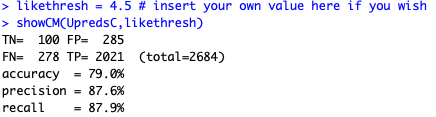 > likethresh = 4.5 # insert your own value here if you wish
> showCM(UpredsC,likethresh)
TN=  100 FP=  285
FN=  278 TP= 2021  (total=2684)
accuracy  = 79.0%
precision = 87.6%
recall    = 87.9%